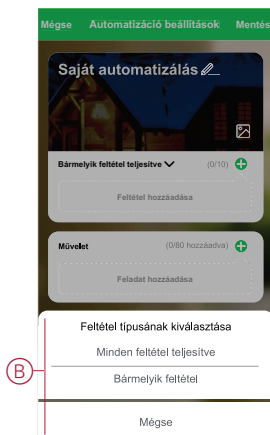 Mégse Automatizáció beállítások Mentés
Saját automatizálás
Bármelyik feltétel teljesítve (0/10)
Feltétel hozzáadása
Művelet (0/80 hozzáadva)
Feladat hozzáadása
Feltétel típusának kiválasztása
Minden feltétel teljesítve
B
Bármelyik feltétel
Mégse